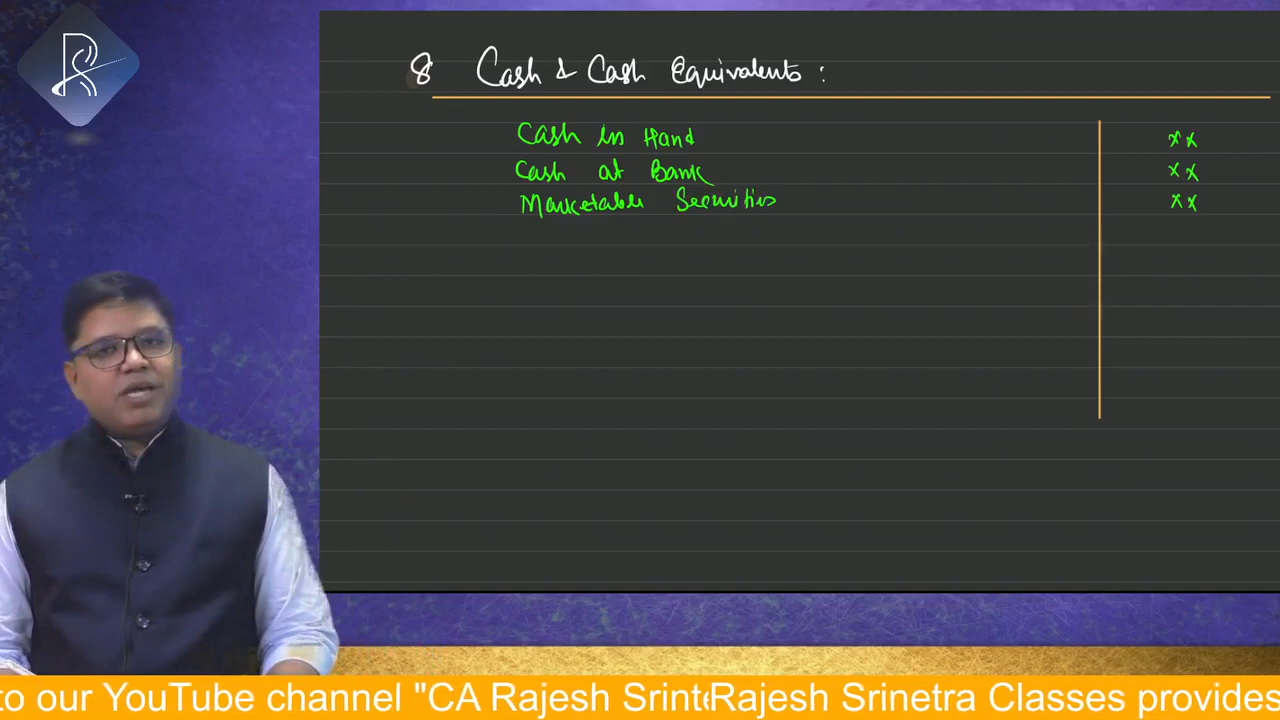 RS
8 Cash & Cash Equivalents :
Cash in Hand xx
Cash at Bank xx
Marketable Securities xx
to our YouTube channel "CA Rajesh Srint Rajesh Srinetra Classes provides